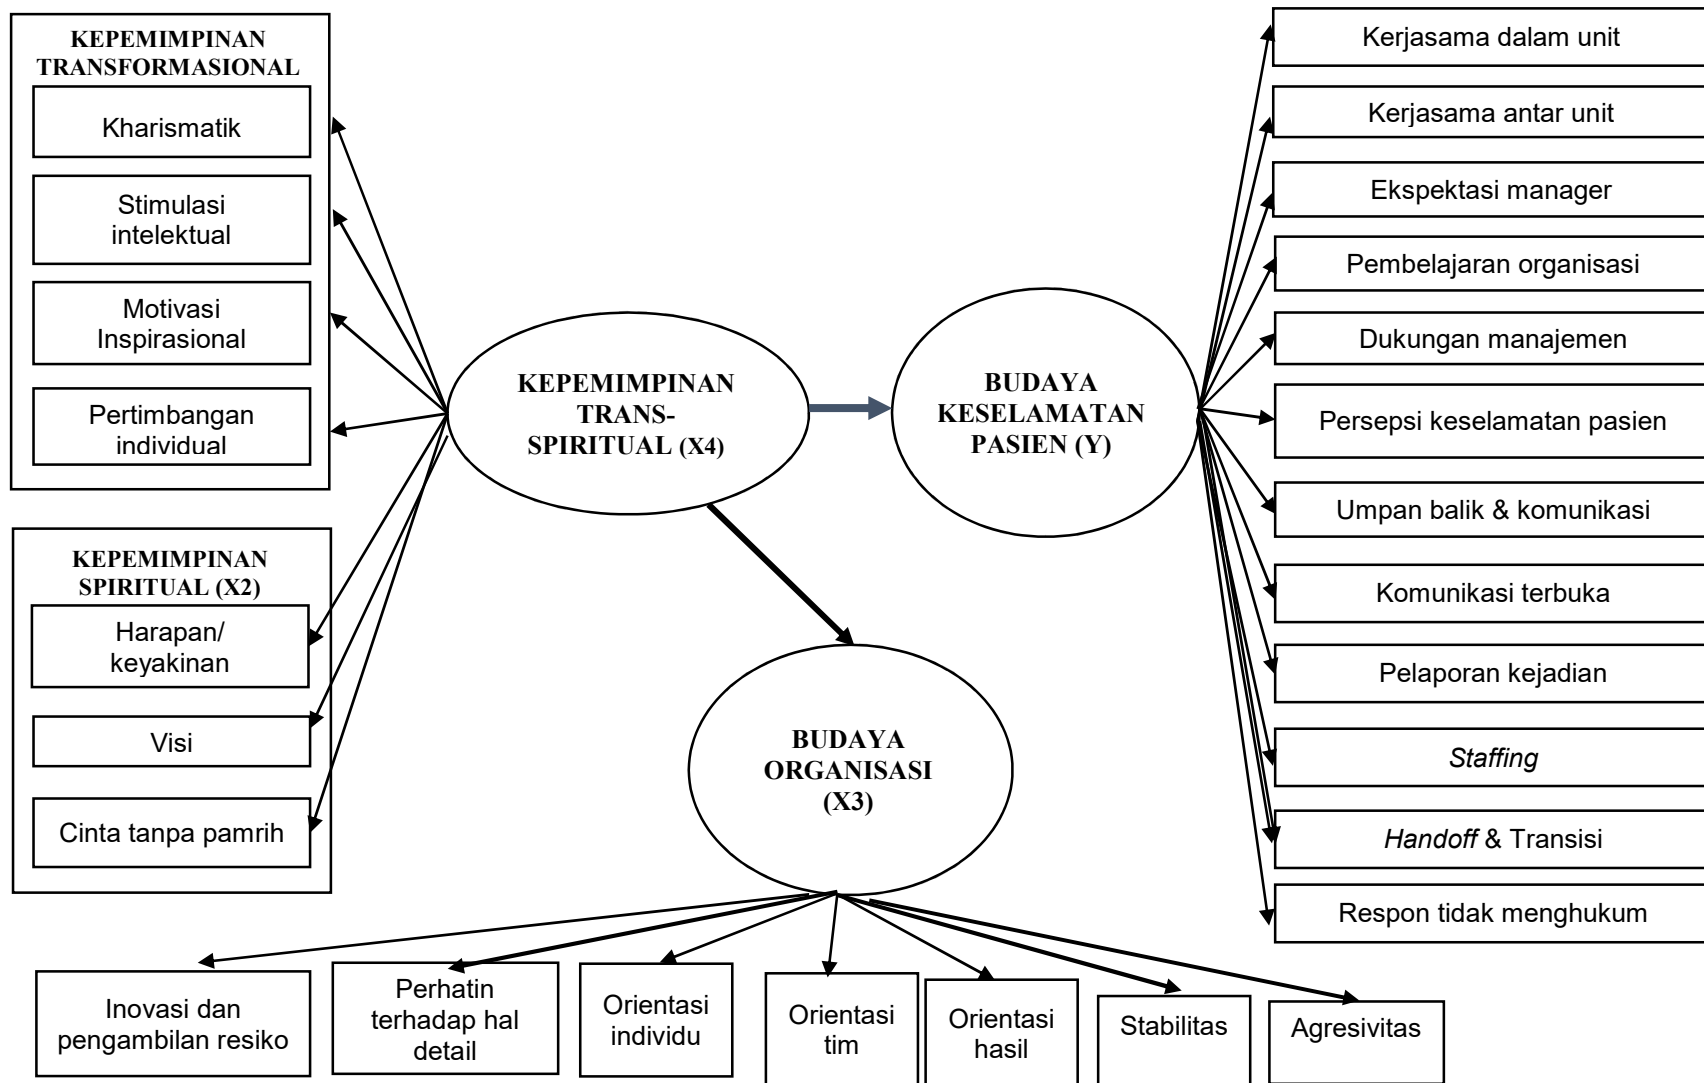 KEPEMIMPINAN
TRANSFORMASIONAL
Kharismatik
Stimulasi
intelektual
Motivasi
Inspirasional
Pertimbangan
individual
KEPEMIMPINAN
SPIRITUAL (X2)
Harapan/
keyakinan
Visi
Cinta tanpa pamrih
KEPEMIMPINAN
TRANS-
SPIRITUAL (X4)
BUDAYA
KESELAMATAN
PASIEN (Y)
BUDAYA
ORGANISASI
(X3)
Kerjasama dalam unit
Kerjasama antar unit
Ekspektasi manager
Pembelajaran organisasi
Dukungan manajemen
Persepsi keselamatan pasien
Umpan balik & komunikasi
Komunikasi terbuka
Pelaporan kejadian
Staffing
Handoff & Transisi
Respon tidak menghukum
Inovasi dan
pengambilan resiko
Perhatin
terhadap hal
detail
Orientasi
individu
Orientasi
tim
Orientasi
hasil
Stabilitas
Agresivitas